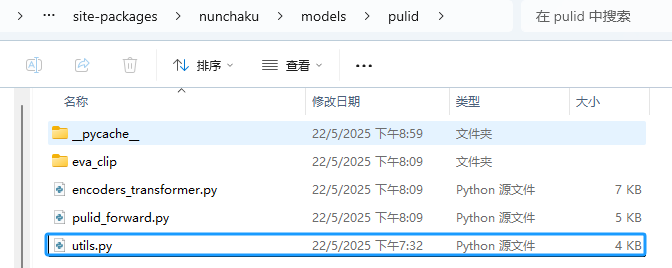 > ... site-packages > nunchaku > models > pulid > 在 pulid 中搜索
排序 查看 ...
名称 修改日期 类型 大小
__pycache__ 22/5/2025 下午8:59 文件夹
eva_clip 22/5/2025 下午8:09 文件夹
encoders_transformer.py 22/5/2025 下午8:09 Python 源文件 7 KB
pulid_forward.py 22/5/2025 下午8:09 Python 源文件 5 KB
utils.py 22/5/2025 下午7:32 Python 源文件 4 KB